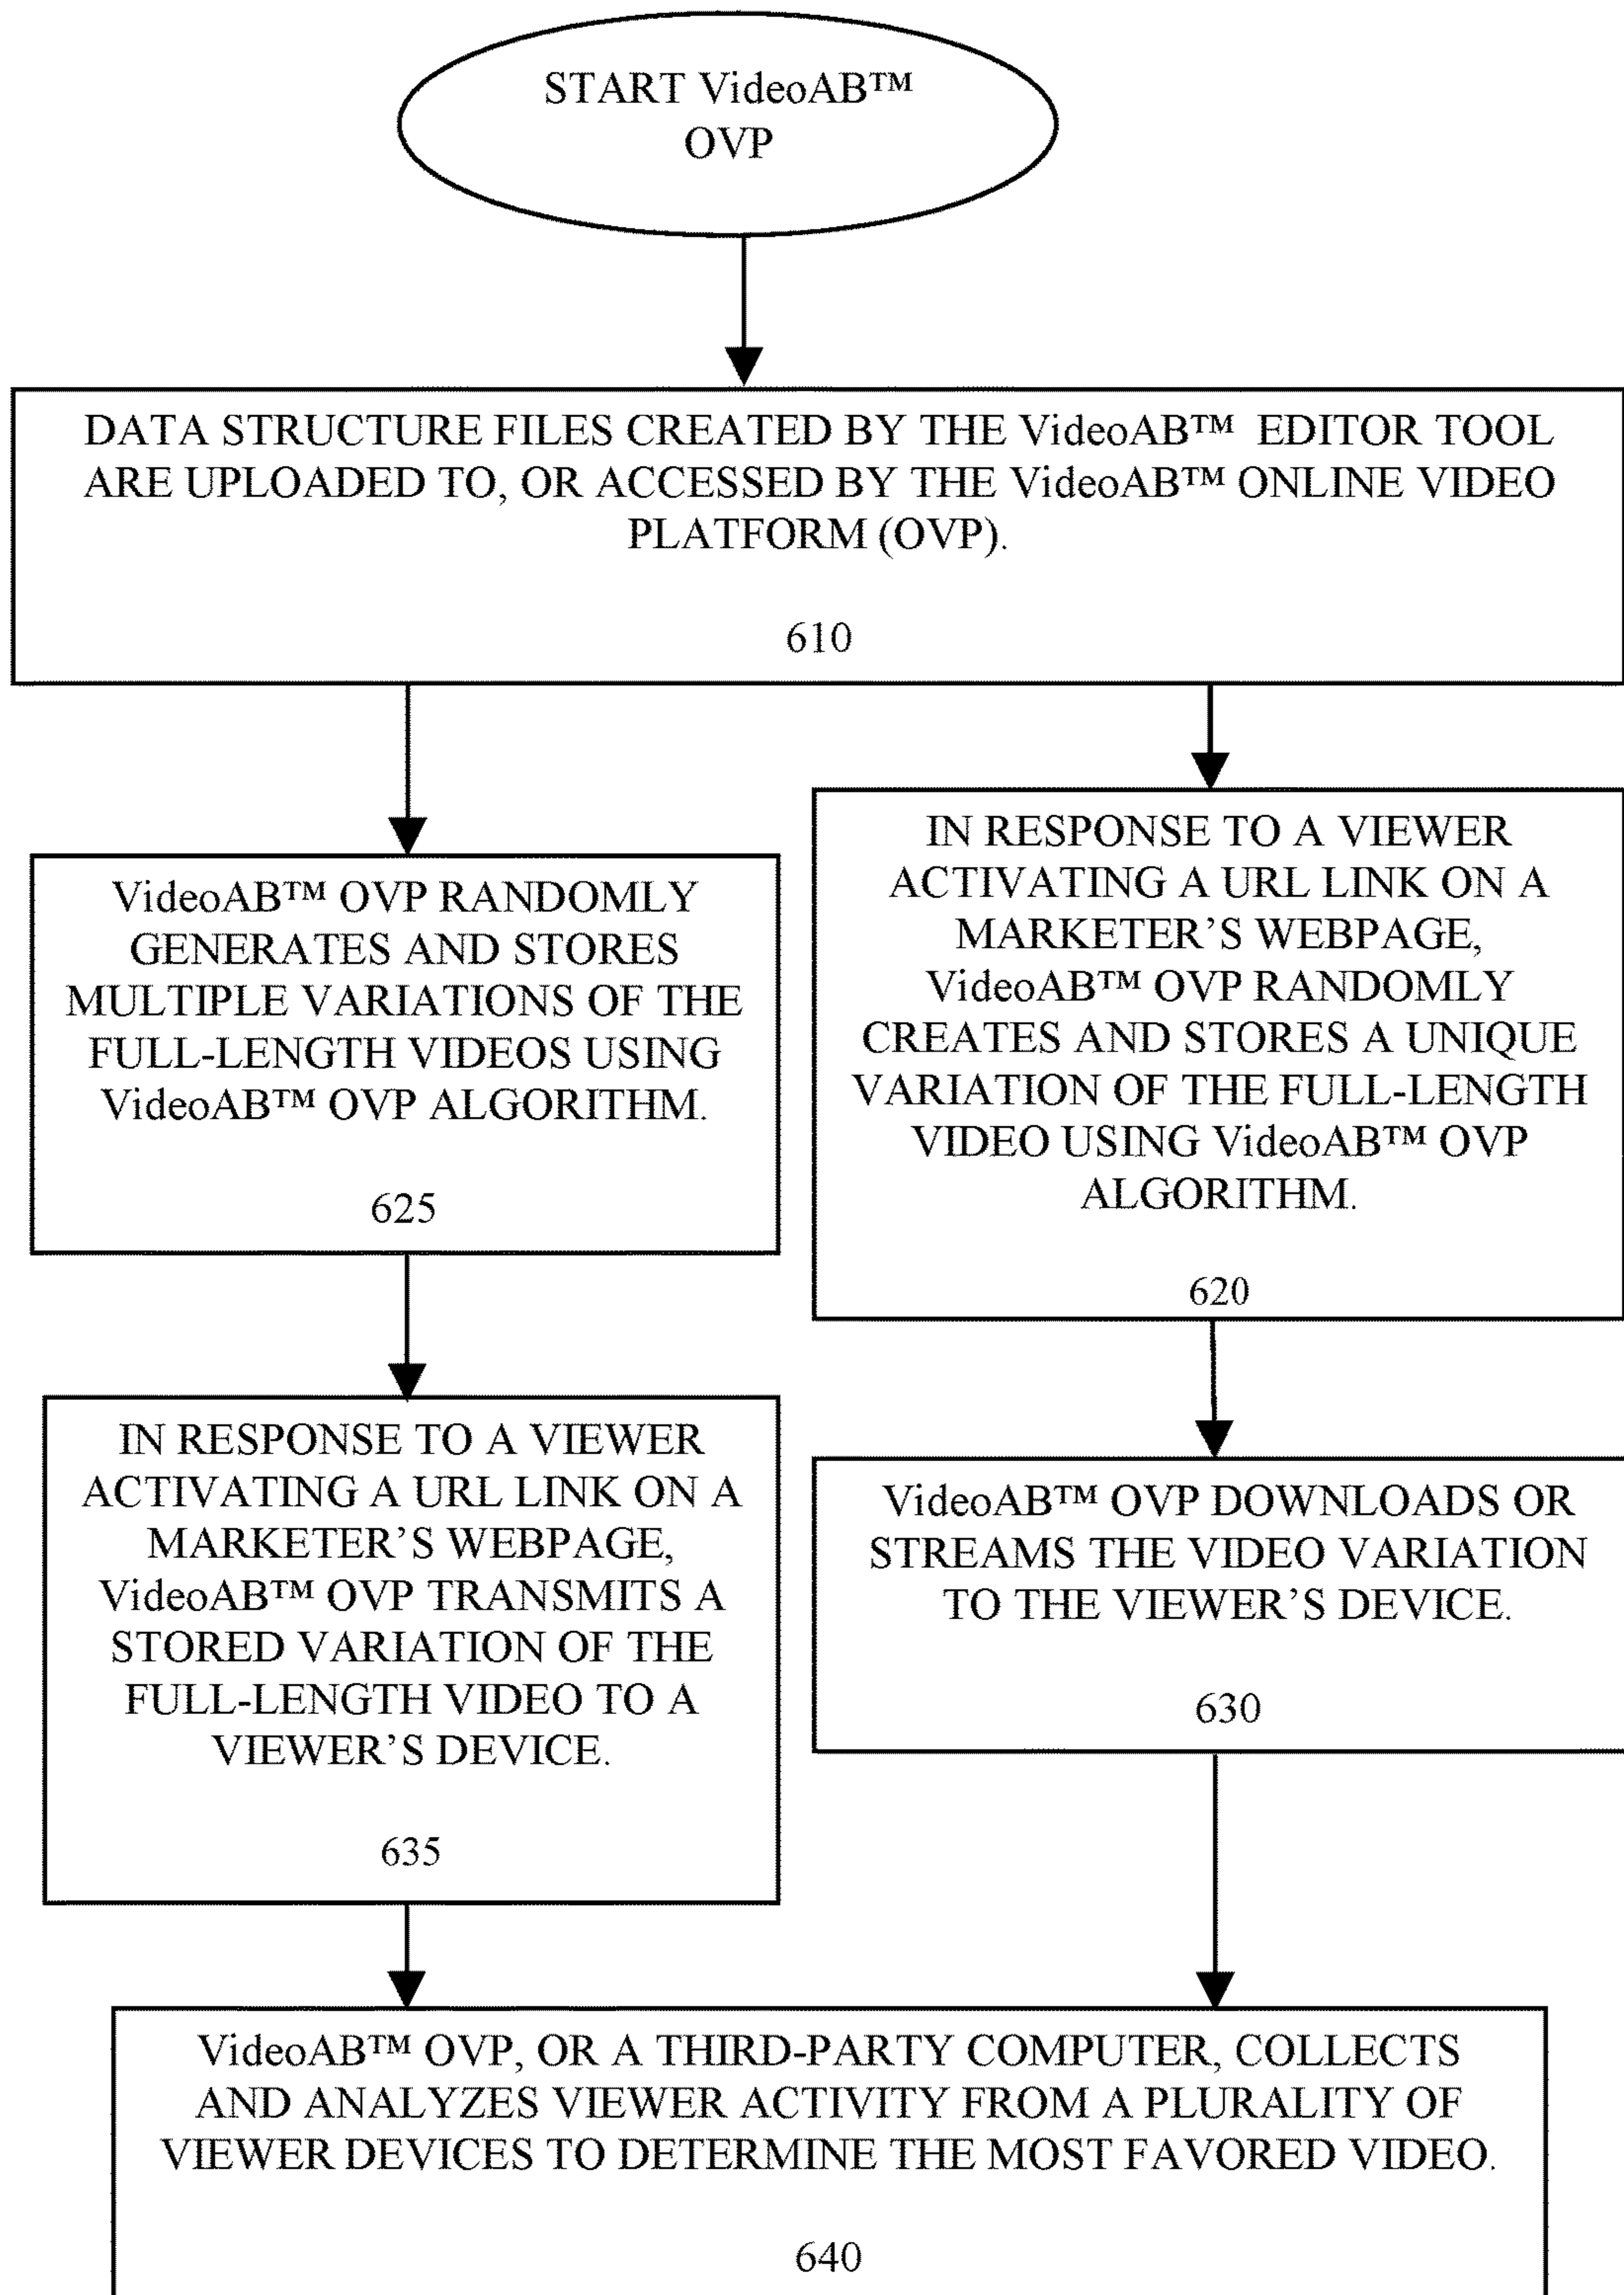 START VideoAB™
OVP
DATA STRUCTURE FILES CREATED BY THE VideoAB™ EDITOR TOOL
ARE UPLOADED TO, OR ACCESSED BY THE VideoAB™ ONLINE VIDEO
PLATFORM (OVP).
610
VideoAB™ OVP RANDOMLY
GENERATES AND STORES
MULTIPLE VARIATIONS OF THE
FULL-LENGTH VIDEOS USING
VideoAB™ OVP ALGORITHM.
625
IN RESPONSE TO A VIEWER
ACTIVATING A URL LINK ON A
MARKETER’S WEBPAGE,
VideoAB™ OVP RANDOMLY
CREATES AND STORES A UNIQUE
VARIATION OF THE FULL-LENGTH
VIDEO USING VideoAB™ OVP
ALGORITHM.
620
IN RESPONSE TO A VIEWER
ACTIVATING A URL LINK ON A
MARKETER’S WEBPAGE,
VideoAB™ OVP TRANSMITS A
STORED VARIATION OF THE
FULL-LENGTH VIDEO TO A
VIEWER’S DEVICE.
635
VideoAB™ OVP DOWNLOADS OR
STREAMS THE VIDEO VARIATION
TO THE VIEWER’S DEVICE.
630
VideoAB™ OVP, OR A THIRD-PARTY COMPUTER, COLLECTS
AND ANALYZES VIEWER ACTIVITY FROM A PLURALITY OF
VIEWER DEVICES TO DETERMINE THE MOST FAVORED VIDEO.
640